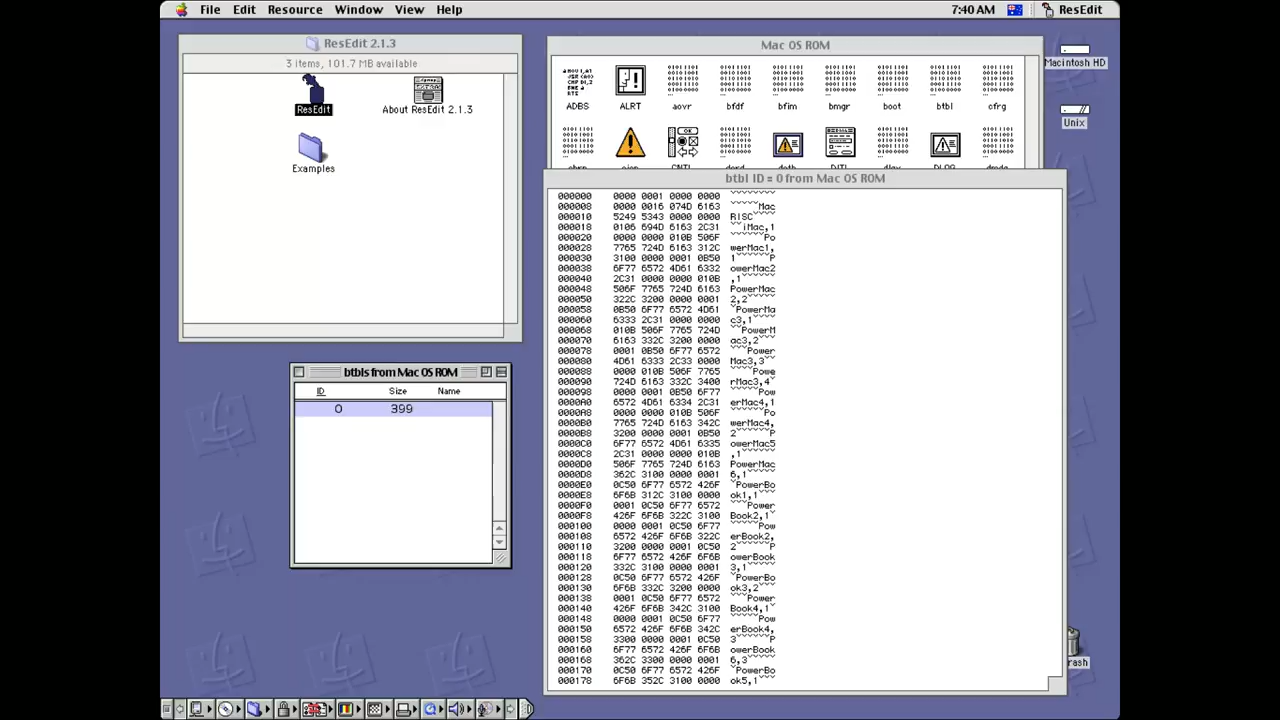 File Edit Resource Window View Help 7:40 AM ResEdit
ResEdit 2.1.3
3 items, 101.7 MB available
ResEdit
About ResEdit 2.1.3
Examples
Mac OS ROM
ADBS ALRT aovr bfdf bfim bmgr boot btbl cfrg
Macintosh HD
Unix
btbl ID = 0 from Mac OS ROM
000000 0000 0001 0000 0000
000008 0000 0016 074D 6163 Mac
000010 5249 5343 0000 0000 RISC
000018 0106 694D 6163 2C31 iMac,1
000020 0000 0000 010B 506F Po
000028 7765 724D 6163 312C werMac1,
000030 3100 0000 0001 0B50 1 P
000038 6F77 6572 4D61 6332 owerMac2
000040 2C31 0000 0000 010B ,1
000048 506F 7765 724D 6163 PowerMac
000050 322C 3200 0000 0001 2,2
000058 0B50 6F77 6572 4D61 PowerMa
000060 6333 2C31 0000 0000 c3,1
000068 010B 506F 7765 724D PowerM
000070 6163 332C 3200 0000 ac3,2
000078 0001 0B50 6F77 6572 Power
000080 4D61 6333 2C33 0000 Mac3,3
000088 0000 010B 506F 7765 Powe
000090 724D 6163 332C 3400 rMac3,4
000098 0000 0001 0B50 6F77 Pow
0000A0 6572 4D61 6334 2C31 erMac4,1
0000A8 0000 0000 010B 506F Po
0000B0 7765 724D 6163 342C werMac4,
0000B8 3200 0000 0001 0B50 2 P
0000C0 6F77 6572 4D61 6335 owerMac5
0000C8 2C31 0000 0000 010B ,1
0000D0 506F 7765 724D 6163 PowerMac
0000D8 362C 3100 0000 0001 6,1
0000E0 0C50 6F77 6572 426F PowerBo
0000E8 6F6B 312C 3100 0000 ok1,1
0000F0 0001 0C50 6F77 6572 Power
0000F8 426F 6F6B 322C 3100 Book2,1
000100 0000 0001 0C50 6F77 Pow
000108 6572 426F 6F6B 322C erBook2,
000110 3200 0000 0001 0C50 2 P
000118 6F77 6572 426F 6F6B owerBook
000120 332C 3100 0000 0001 3,1
000128 0C50 6F77 6572 426F PowerBo
000130 6F6B 332C 3200 0000 ok3,2
000138 0001 0C50 6F77 6572 Power
000140 426F 6F6B 342C 3100 Book4,1
000148 0000 0001 0C50 6F77 Pow
000150 6572 426F 6F6B 342C erBook4,
000158 3300 0000 0001 0C50 3 P
000160 6F77 6572 426F 6F6B owerBook
000168 362C 3300 0000 0001 6,3
000170 0C50 6F77 6572 426F PowerBo
000178 6F6B 352C 3100 0000 ok5,1
btbls from Mac OS ROM
ID Size Name
0 399